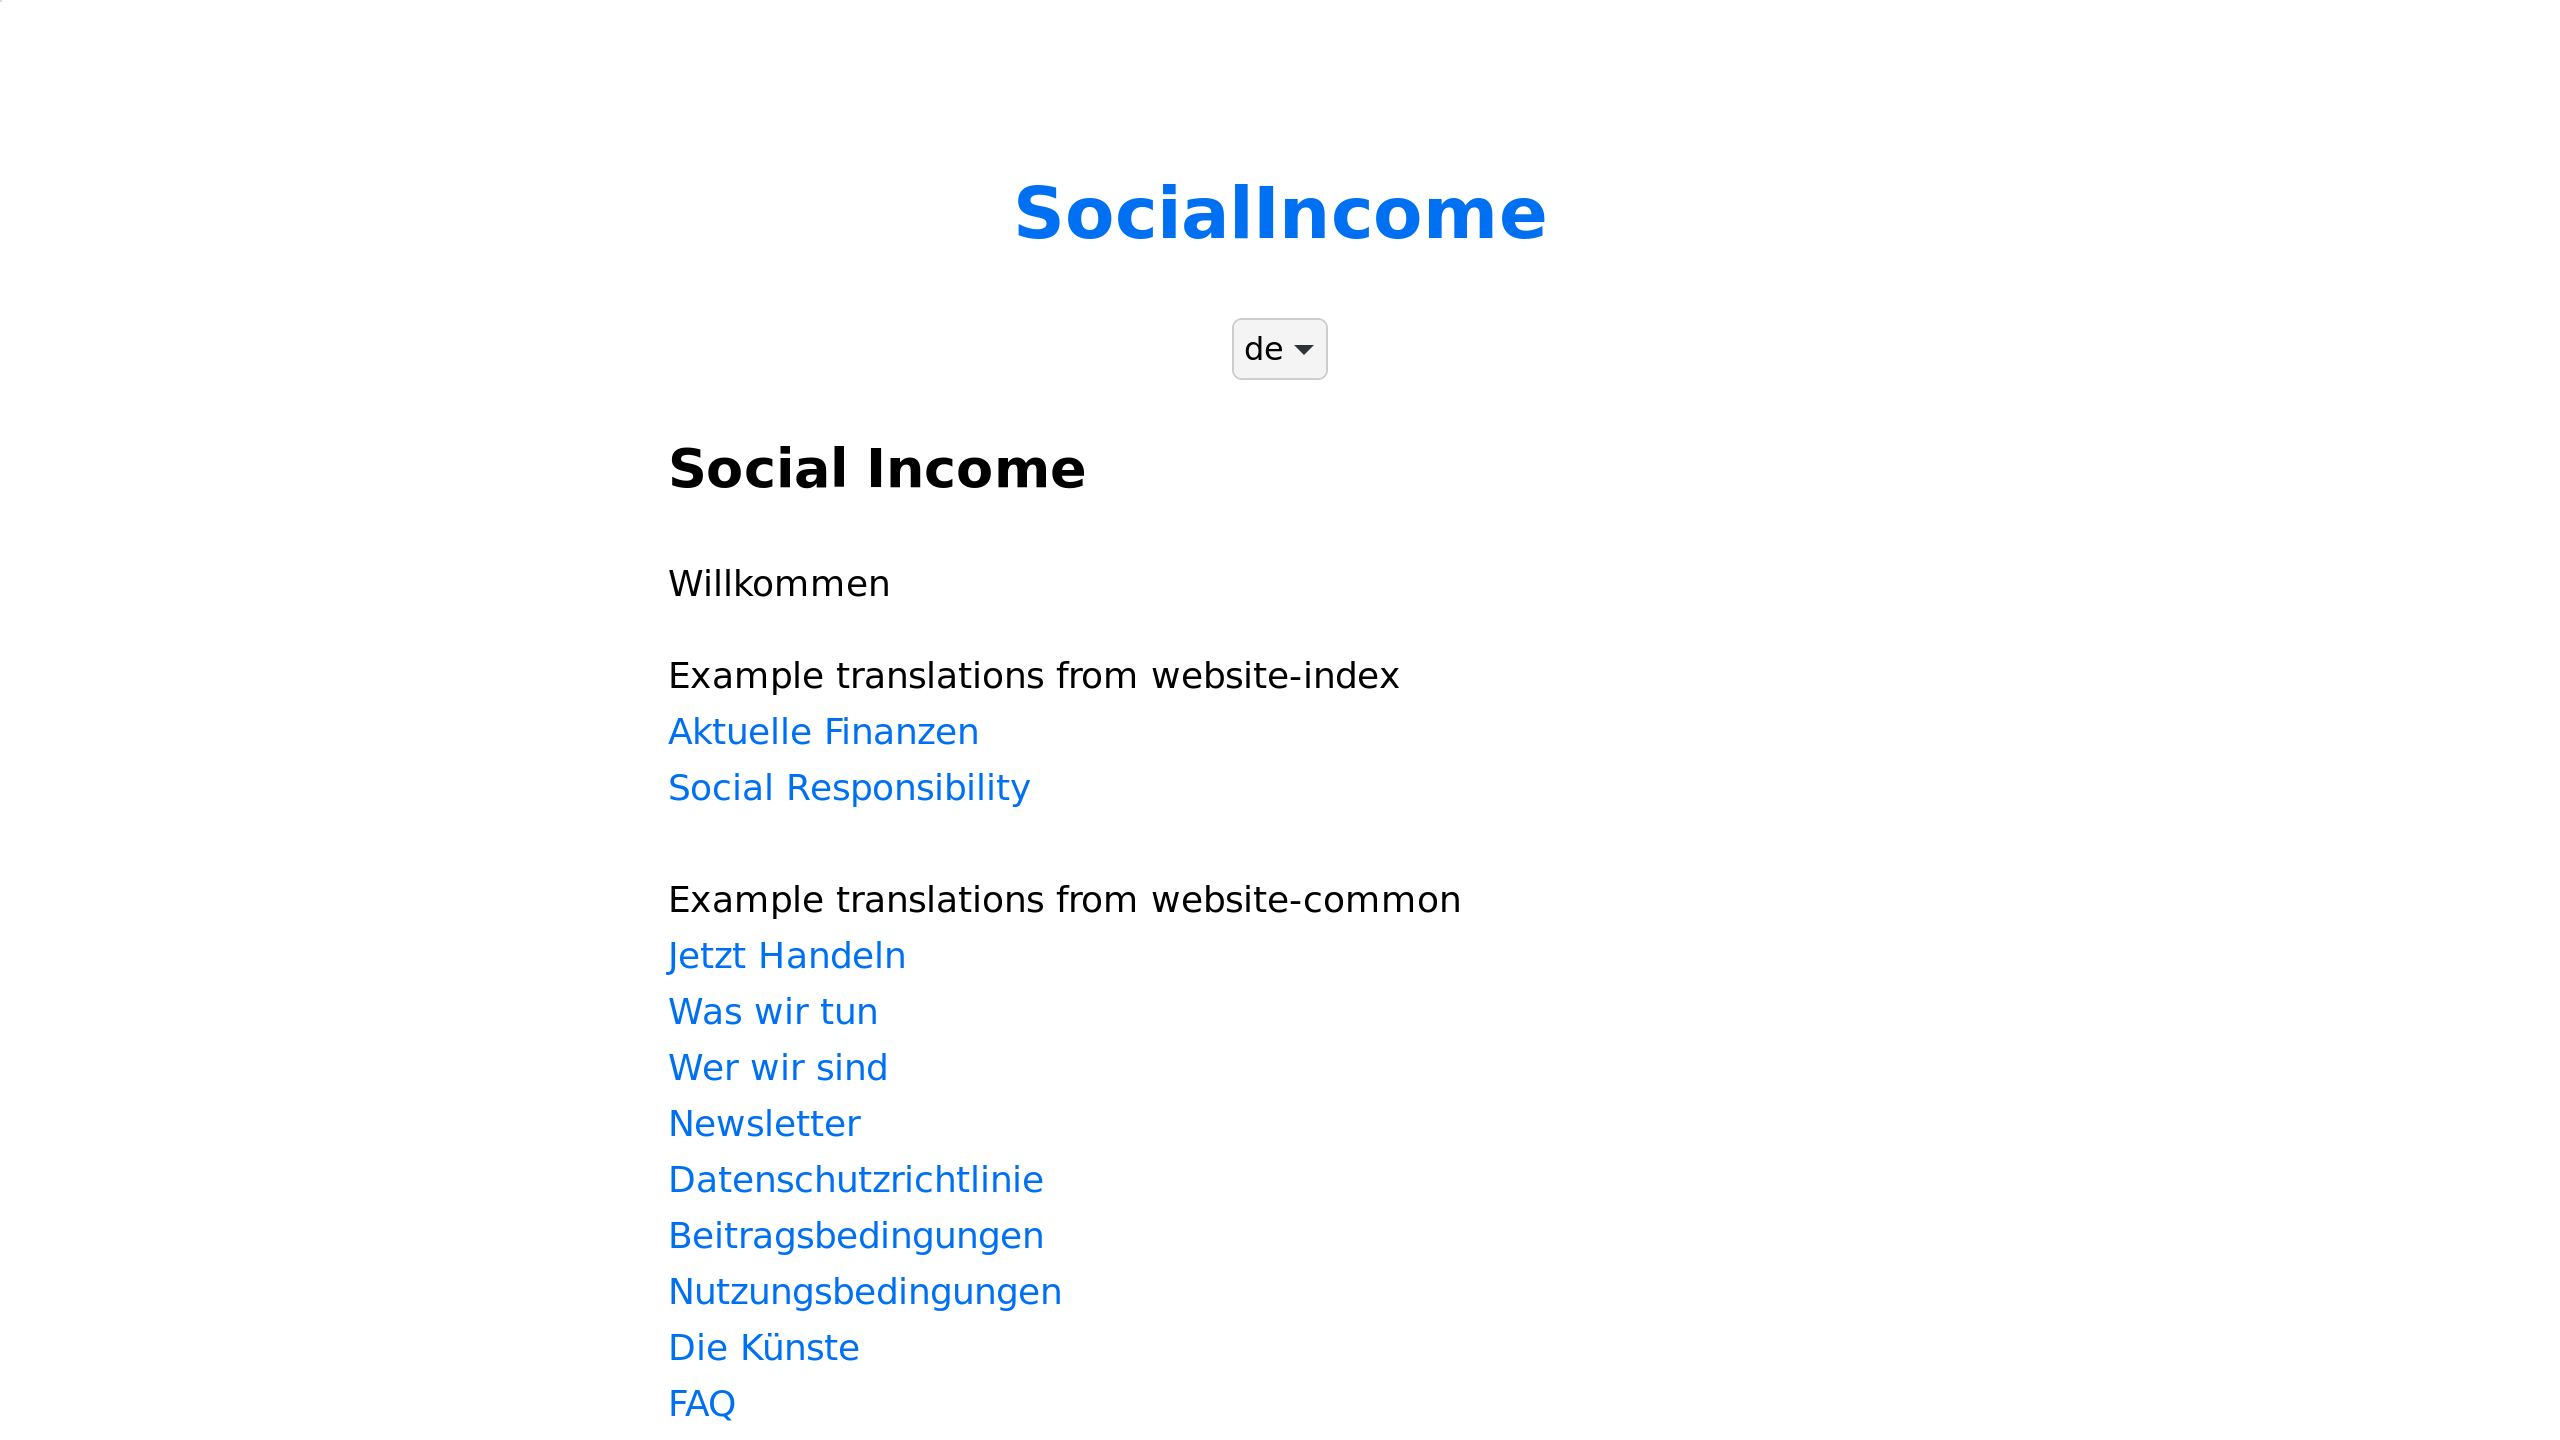 SocialIncome
de
Social Income
Willkommen
Example translations from website-index
Aktuelle Finanzen
Social Responsibility
Example translations from website-common
Jetzt Handeln
Was wir tun
Wer wir sind
Newsletter
Datenschutzrichtlinie
Beitragsbedingungen
Nutzungsbedingungen
Die Künste
FAQ